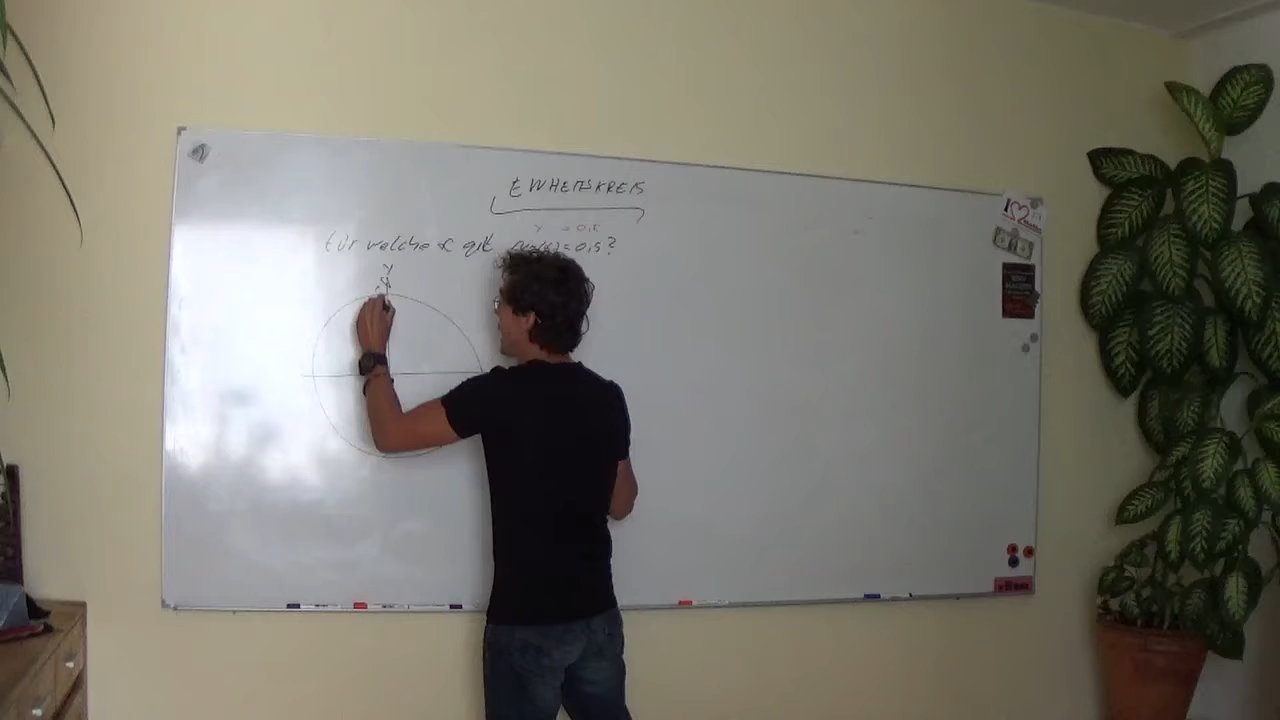 EINHEITSKREIS
y = 0,5
Für welche α gilt sin(α) = 0,5?
y
I